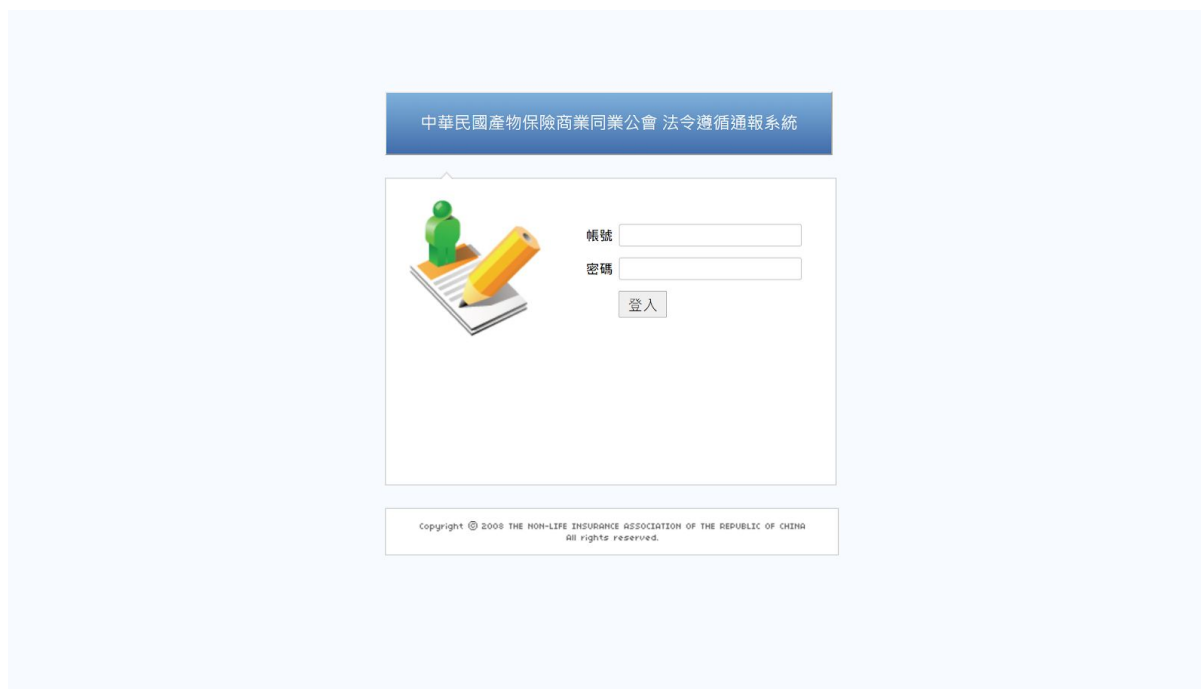 中華民國產物保險商業同業公會 法令遵循通報系統
帳號
密碼
登入
Copyright © 2008 THE NON-LIFE INSURANCE ASSOCIATION OF THE REPUBLIC OF CHINA
All rights reserved.